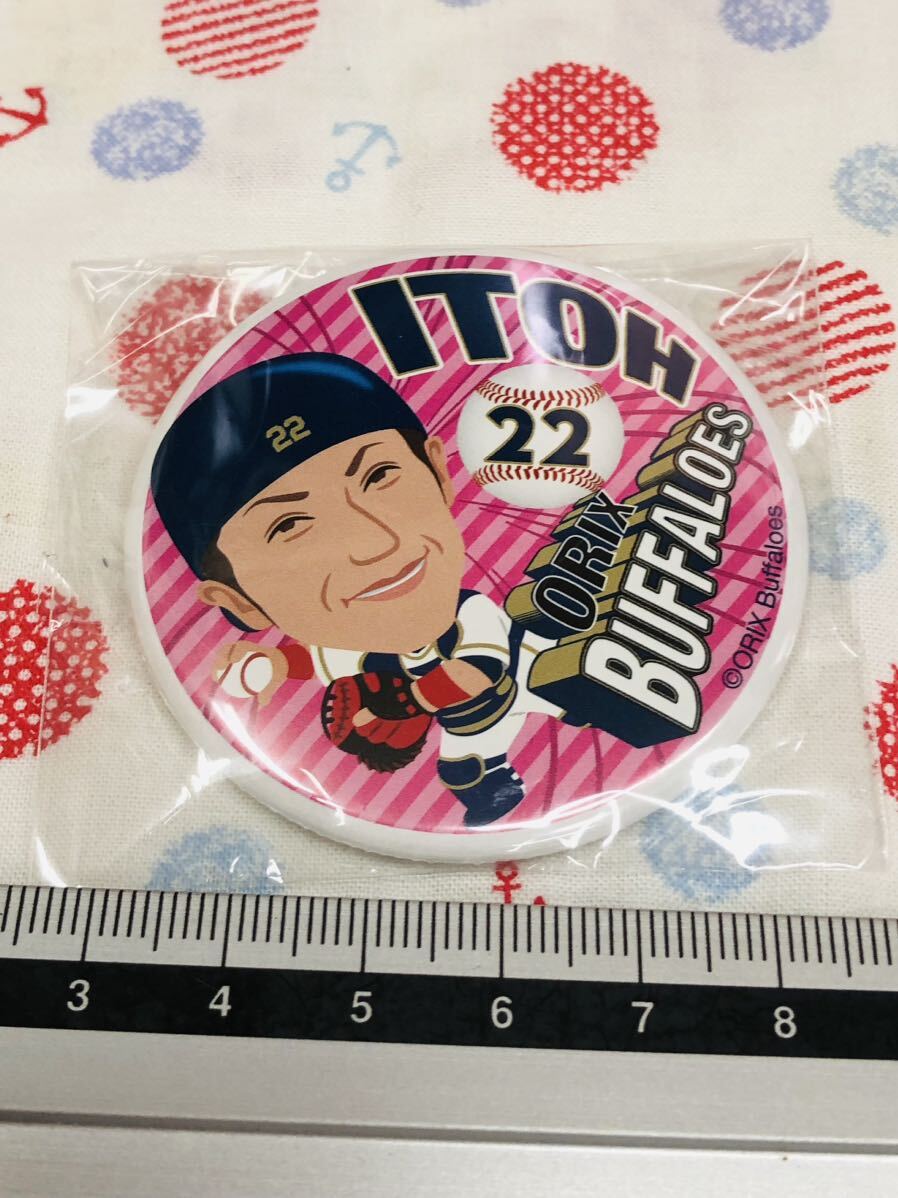 ITOH
22
22
ORIX
BUFFALOES
©ORIX Buffaloes
3 4 5 6 7 8